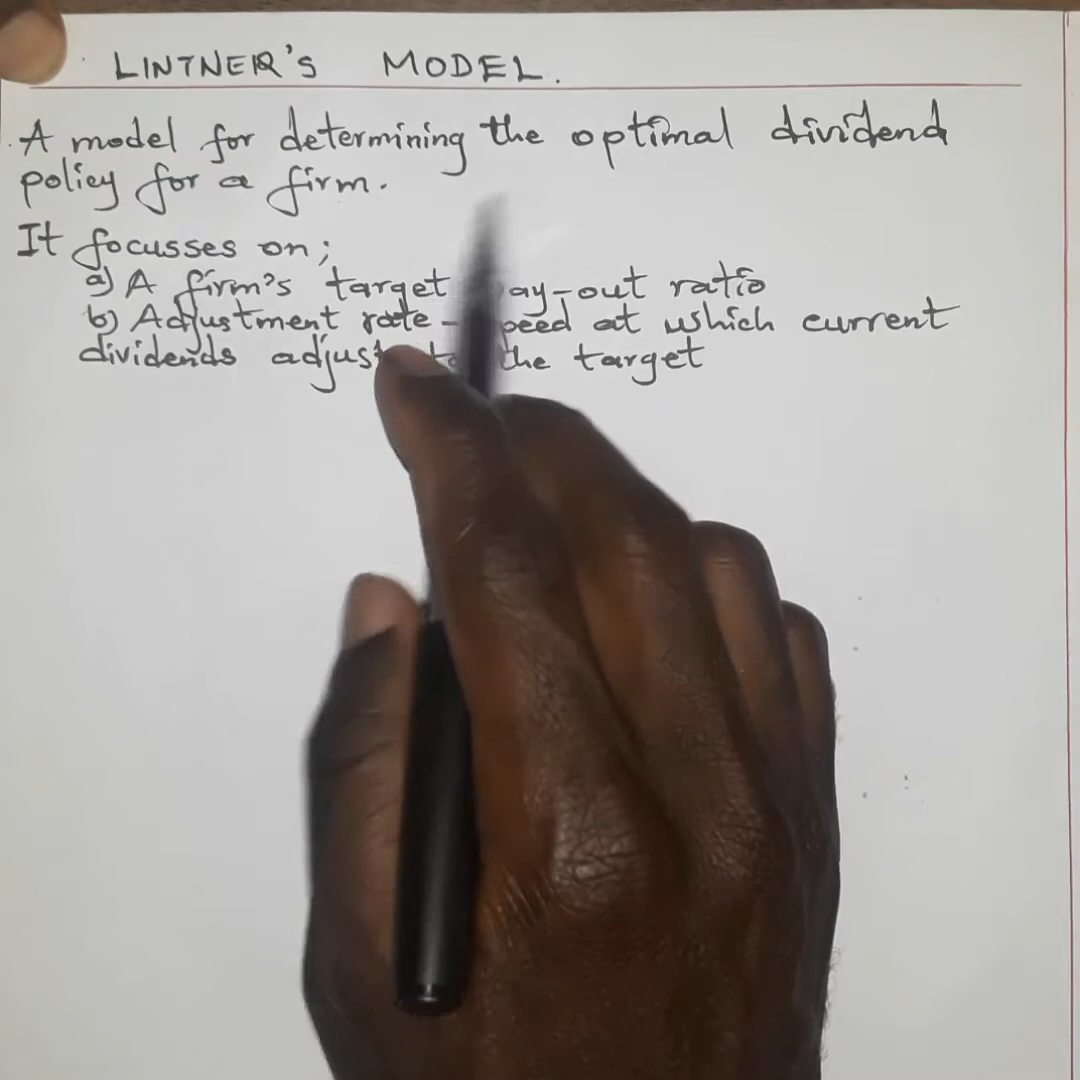 LINTNER'S MODEL.
A model for determining the optimal dividend
policy for a firm.
It focusses on;
a) A firm's target ay-out ratio
b) Adjustment rate - peed at which current
dividends adjust the target